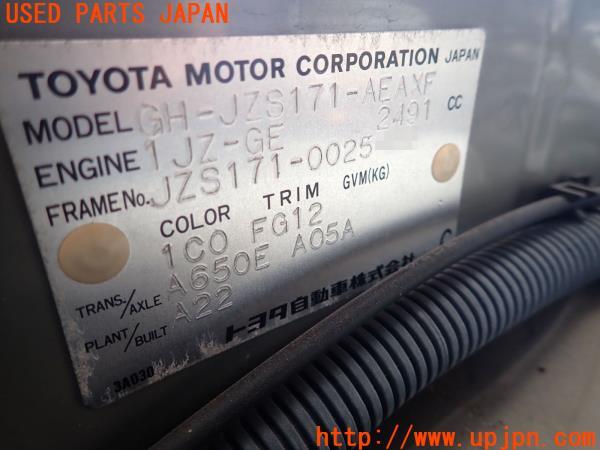 USED PARTS JAPAN
TOYOTA MOTOR CORPORATION JAPAN
MODEL GH-JZS171-AEAXF
ENGINE 1JZ-GE 2491 CC
FRAME No. JZS171-0025
COLOR TRIM GVM(KG)
1C0 FG12
TRANS./AXLE A650E A05A
PLANT/BUILT A22 C
トヨタ自動車株式会社
3A030
http://www.upjpn.com/